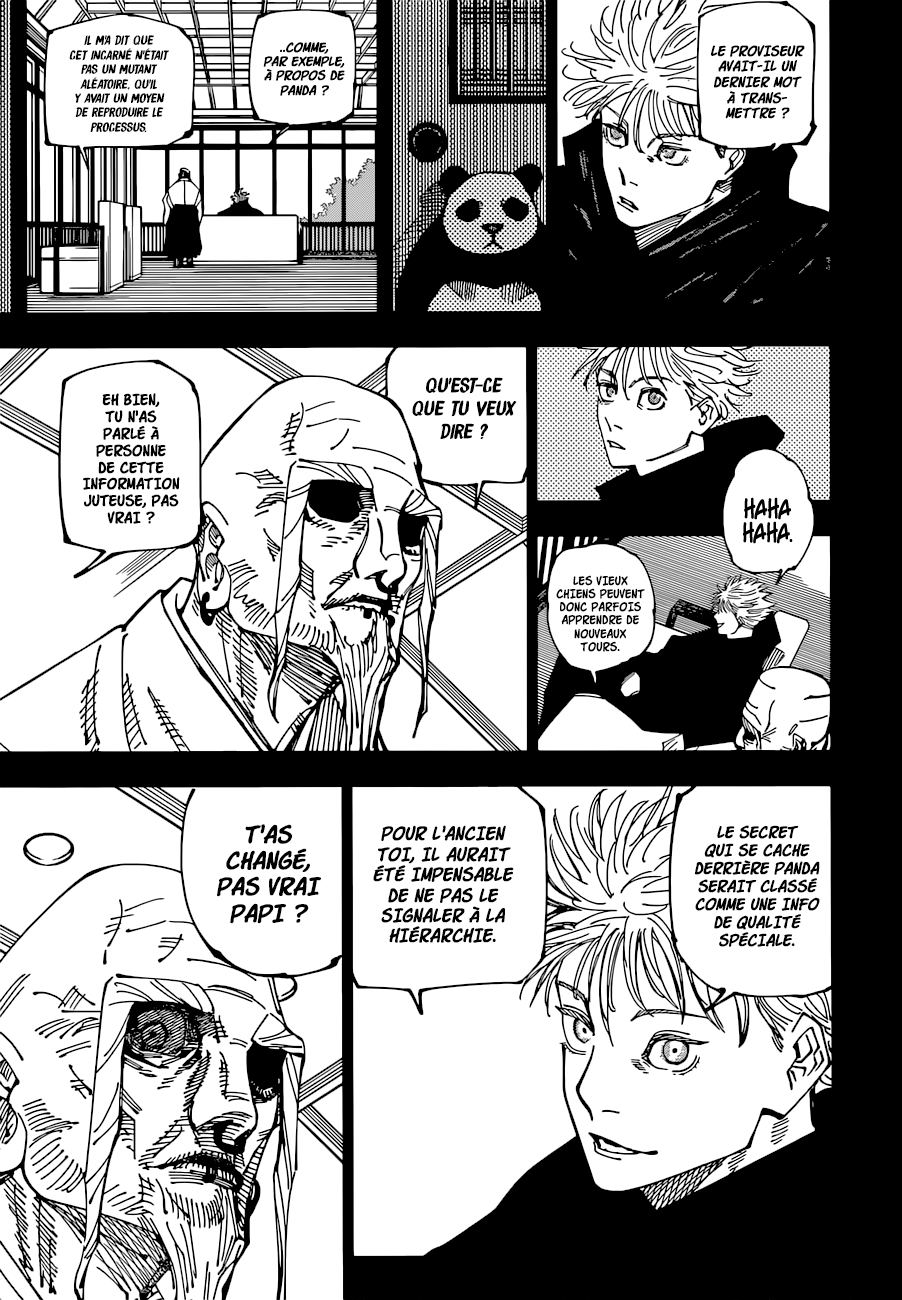 LE PROVISEUR
AVAIT-IL UN
DERNIER MOT
À TRANS-
METTRE ?
..COMME,
PAR EXEMPLE,
À PROPOS DE
PANDA ?
IL M'A DIT QUE
CET INCARNÉ N'ÉTAIT
PAS UN MUTANT
ALÉATOIRE, QU'IL
Y AVAIT UN MOYEN
DE REPRODUIRE LE
PROCESSUS.
HAHA
HAHA.
LES VIEUX
CHIENS PEUVENT
DONC PARFOIS
APPRENDRE DE
NOUVEAUX
TOURS.
QU'EST-CE
QUE TU VEUX
DIRE ?
EH BIEN,
TU N'AS
PARLÉ À
PERSONNE
DE CETTE
INFORMATION
JUTEUSE, PAS
VRAI ?
LE SECRET
QUI SE CACHE
DERRIÈRE PANDA
SERAIT CLASSÉ
COMME UNE INFO
DE QUALITÉ
SPÉCIALE.
POUR L'ANCIEN
TOI, IL AURAIT
ÉTÉ IMPENSABLE
DE NE PAS LE
SIGNALER À LA
HIÉRARCHIE.
T'AS
CHANGÉ,
PAS VRAI
PAPI ?